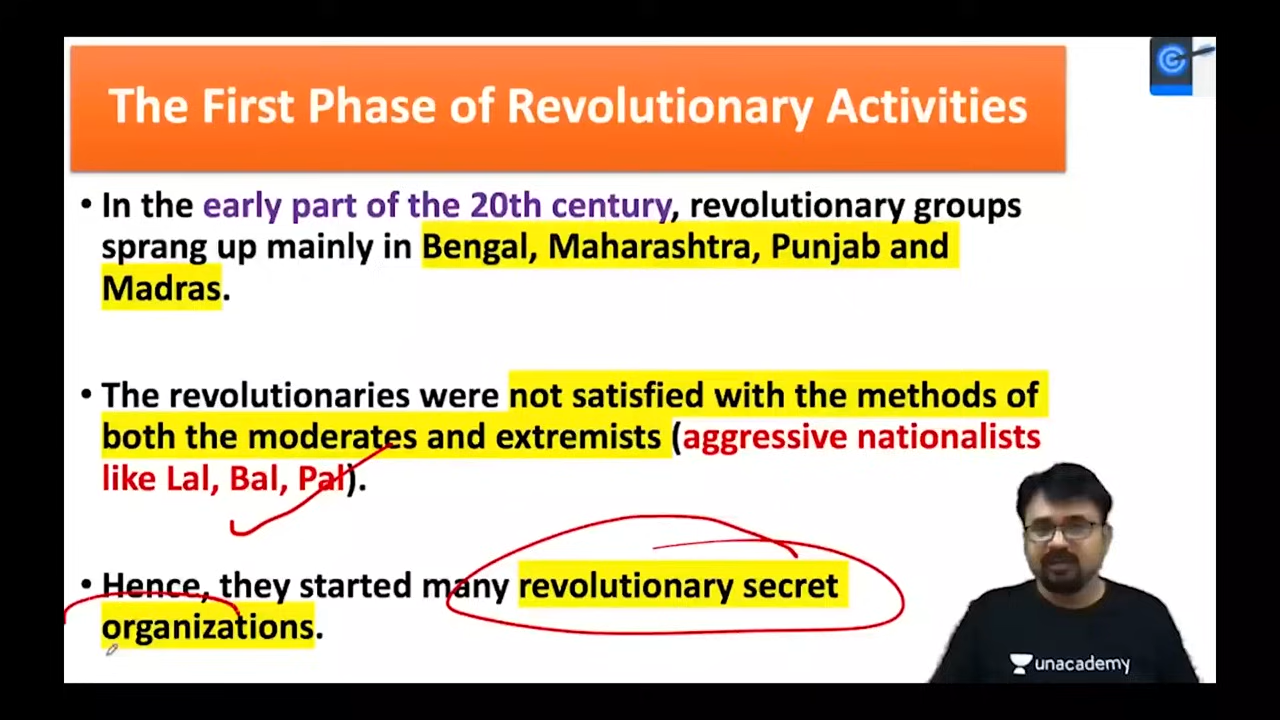 The First Phase of Revolutionary Activities
• In the early part of the 20th century, revolutionary groups
sprang up mainly in Bengal, Maharashtra, Punjab and
Madras.
• The revolutionaries were not satisfied with the methods of
both the moderates and extremists (aggressive nationalists
like Lal, Bal, Pal).
• Hence, they started many revolutionary secret
organizations.
unacademy